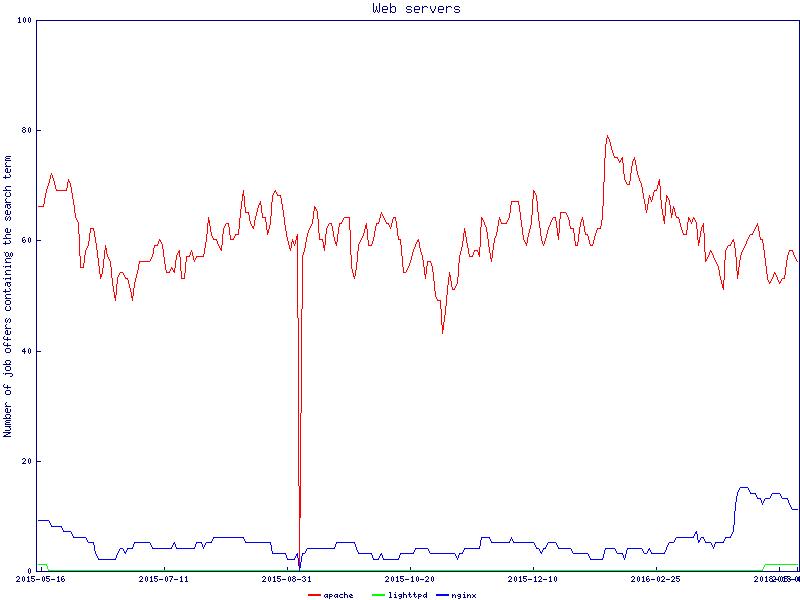 Web servers
100
80
60
40
20
0
Number of job offers containing the search term
2015-05-16 2015-07-11 2015-08-31 2015-10-20 2015-12-10 2016-02-25
apache lighttpd nginx